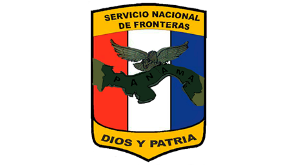 SERVICIO NACIONAL
DE FRONTERAS
PANAMA
DIOS Y PATRIA